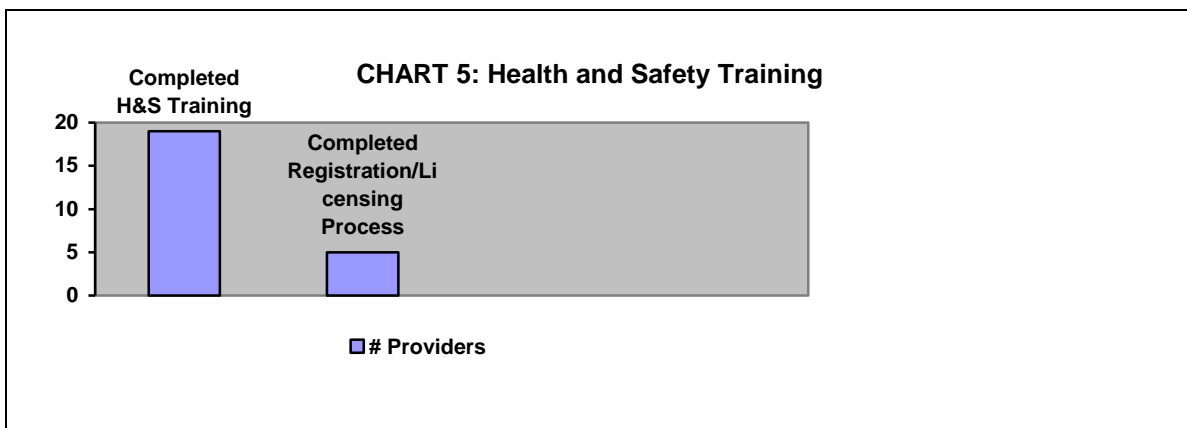 CHART 5: Health and Safety Training
Completed
H&S Training
Completed
Registration/Li
censing
Process
20
15
10
5
0
# Providers